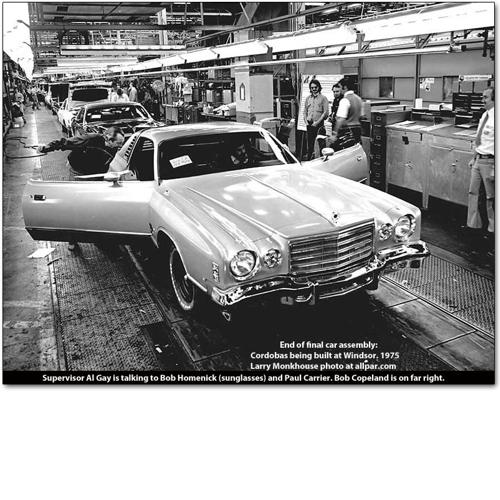 End of final car assembly:
Cordobas being built at Windsor, 1975
Larry Monkhouse photo at allpar.com
Supervisor Al Gay is talking to Bob Homenick (sunglasses) and Paul Carrier. Bob Copeland is on far right.